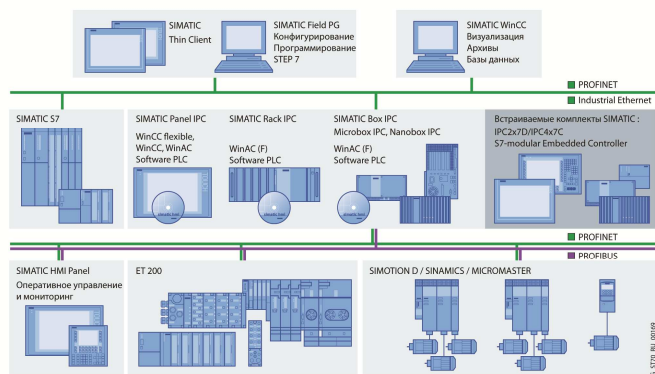 SIMATIC
Thin Client
SIMATIC Field PG
Конфигурирование
Программирование
STEP 7
SIMATIC WinCC
Визуализация
Архивы
Базы данных
PROFINET
Industrial Ethernet
SIMATIC S7
SIMATIC Panel IPC
WinCC flexible,
WinCC, WinAC
Software PLC
SIMATIC Rack IPC
WinAC (F)
Software PLC
SIMATIC Box IPC
Microbox IPC, Nanobox IPC
WinAC (F)
Software PLC
Встраиваемые комплекты SIMATIC :
IPC2x7D/IPC4x7C
S7-modular Embedded Controller
PROFINET
PROFIBUS
SIMATIC HMI Panel
Оперативное управление
и мониторинг
ET 200
SIMOTION D / SINAMICS / MICROMASTER
ST70_RU_00169